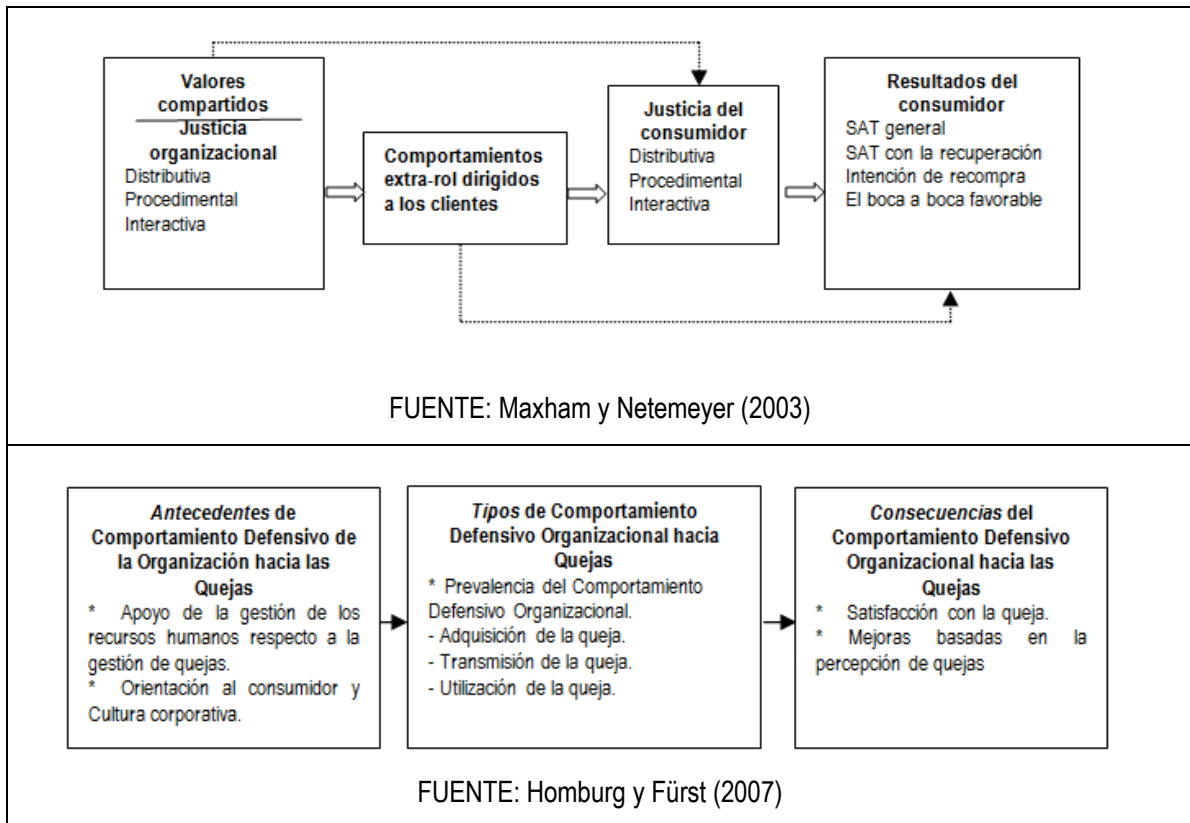 Valores
compartidos
Justicia
organizacional
Distributiva
Procedimental
Interactiva
Comportamientos
extra-rol dirigidos
a los clientes
Justicia del
consumidor
Distributiva
Procedimental
Interactiva
Resultados del
consumidor
SAT general
SAT con la recuperación
Intención de recompra
El boca a boca favorable
FUENTE: Maxham y Netemeyer (2003)
Antecedentes de
Comportamiento Defensivo de
la Organización hacia las
Quejas
* Apoyo de la gestión de los
recursos humanos respecto a la
gestión de quejas.
* Orientación al consumidor y
Cultura corporativa.
Tipos de Comportamiento
Defensivo Organizacional hacia
Quejas
* Prevalencia del Comportamiento
Defensivo Organizacional.
- Adquisición de la queja.
- Transmisión de la queja.
- Utilización de la queja.
Consecuencias del
Comportamiento Defensivo
Organizacional hacia las
Quejas
* Satisfacción con la queja.
* Mejoras basadas en la
percepción de quejas
FUENTE: Homburg y Fürst (2007)